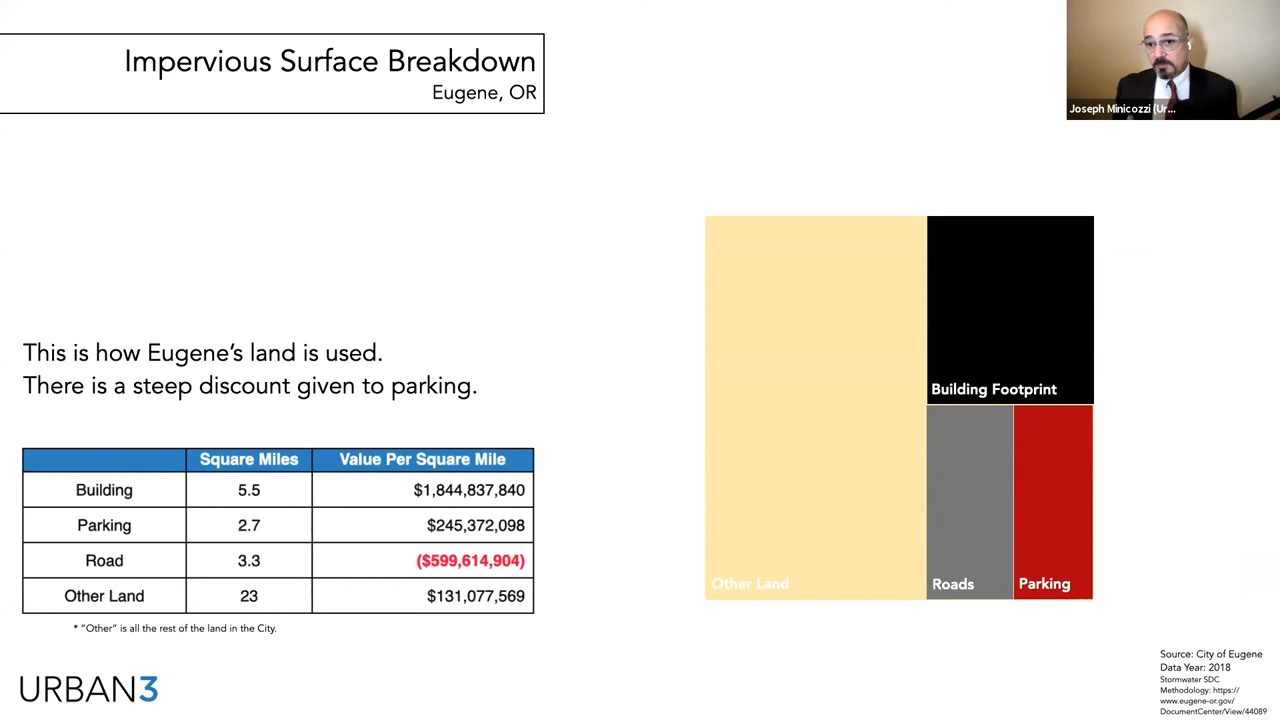 Impervious Surface Breakdown
Eugene, OR
Joseph Minicozzi (Ur...
This is how Eugene's land is used.
There is a steep discount given to parking.
Square Miles Value Per Square Mile
Building 5.5 $1,844,837,840
Parking 2.7 $245,372,098
Road 3.3 ($599,614,904)
Other Land 23 $131,077,569
* "Other" is all the rest of the land in the City.
Building Footprint
Other Land
Roads
Parking
URBAN3
Source: City of Eugene
Data Year: 2018
Stormwater SDC
Methodology: https://
www.eugene-or.gov/
DocumentCenter/View/44089